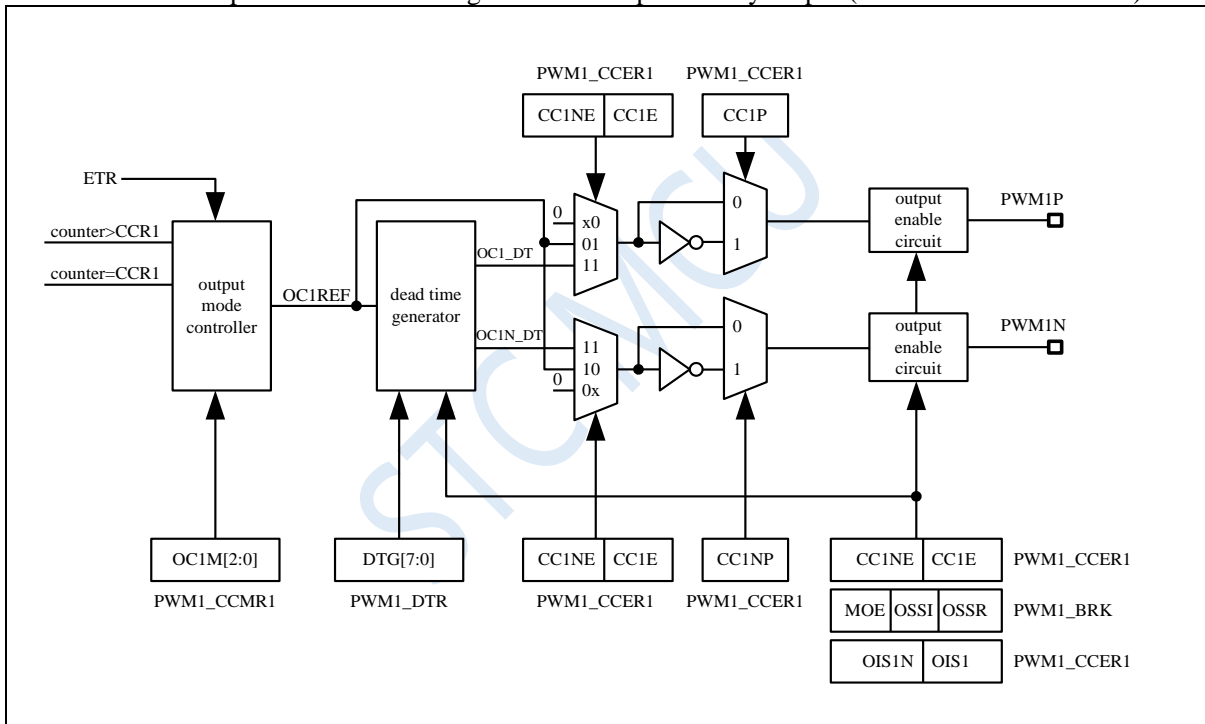 PWM1_CCER1 PWM1_CCER1
CC1NE CC1E CC1P
ETR
counter>CCR1
counter=CCR1
output
mode
controller
OC1REF
dead time
generator
OC1_DT
OC1N_DT
0
x0
01
11
11
10
0x
0
0
1
0
1
output
enable
circuit
PWM1P
output
enable
circuit
PWM1N
STC MCU
OC1M[2:0] DTG[7:0] CC1NE CC1E CC1NP CC1NE CC1E PWM1_CCER1
PWM1_CCMR1 PWM1_DTR PWM1_CCER1 PWM1_CCER1
MOE OSSI OSSR PWM1_BRK
OIS1N OIS1 PWM1_CCER1